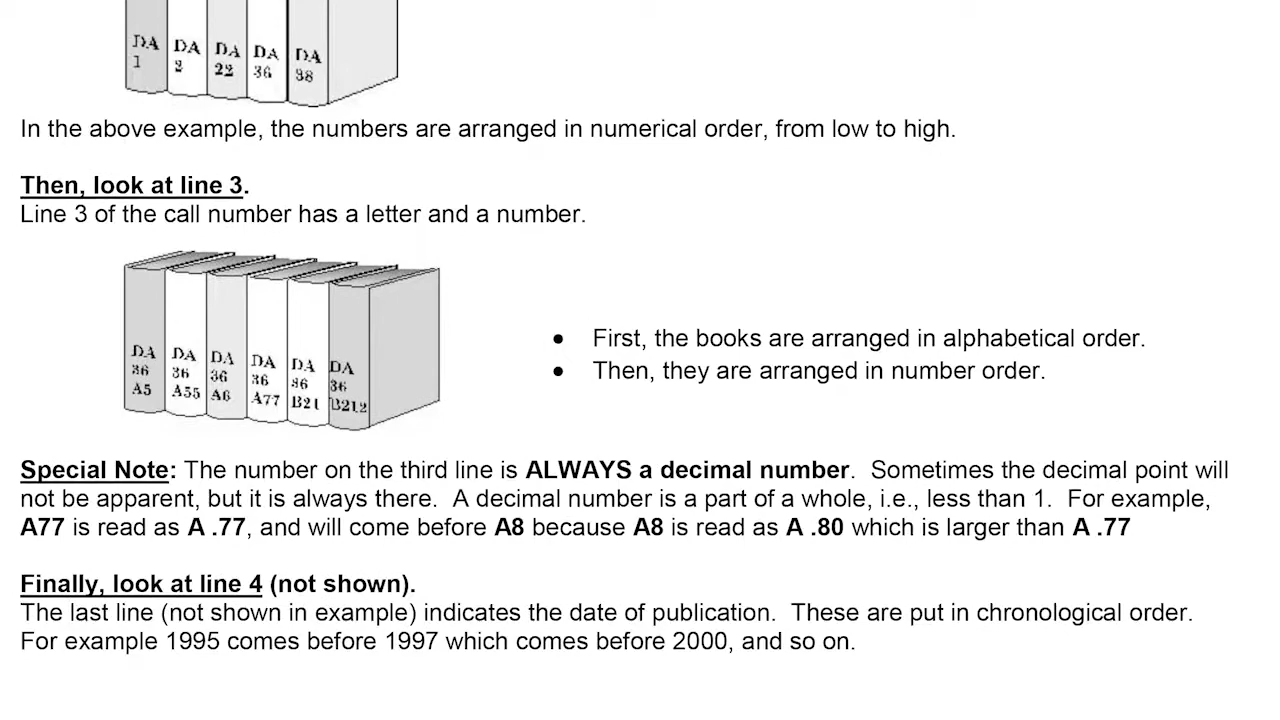 DA DA DA DA DA
1 2 22 36 38
In the above example, the numbers are arranged in numerical order, from low to high.
Then, look at line 3.
Line 3 of the call number has a letter and a number.
DA DA DA DA DA DA
36 36 36 36 36 36
A5 A55 A6 A77 B21 B212
• First, the books are arranged in alphabetical order.
• Then, they are arranged in number order.
Special Note: The number on the third line is ALWAYS a decimal number. Sometimes the decimal point will
not be apparent, but it is always there. A decimal number is a part of a whole, i.e., less than 1. For example,
A77 is read as A .77, and will come before A8 because A8 is read as A .80 which is larger than A .77
Finally, look at line 4 (not shown).
The last line (not shown in example) indicates the date of publication. These are put in chronological order.
For example 1995 comes before 1997 which comes before 2000, and so on.